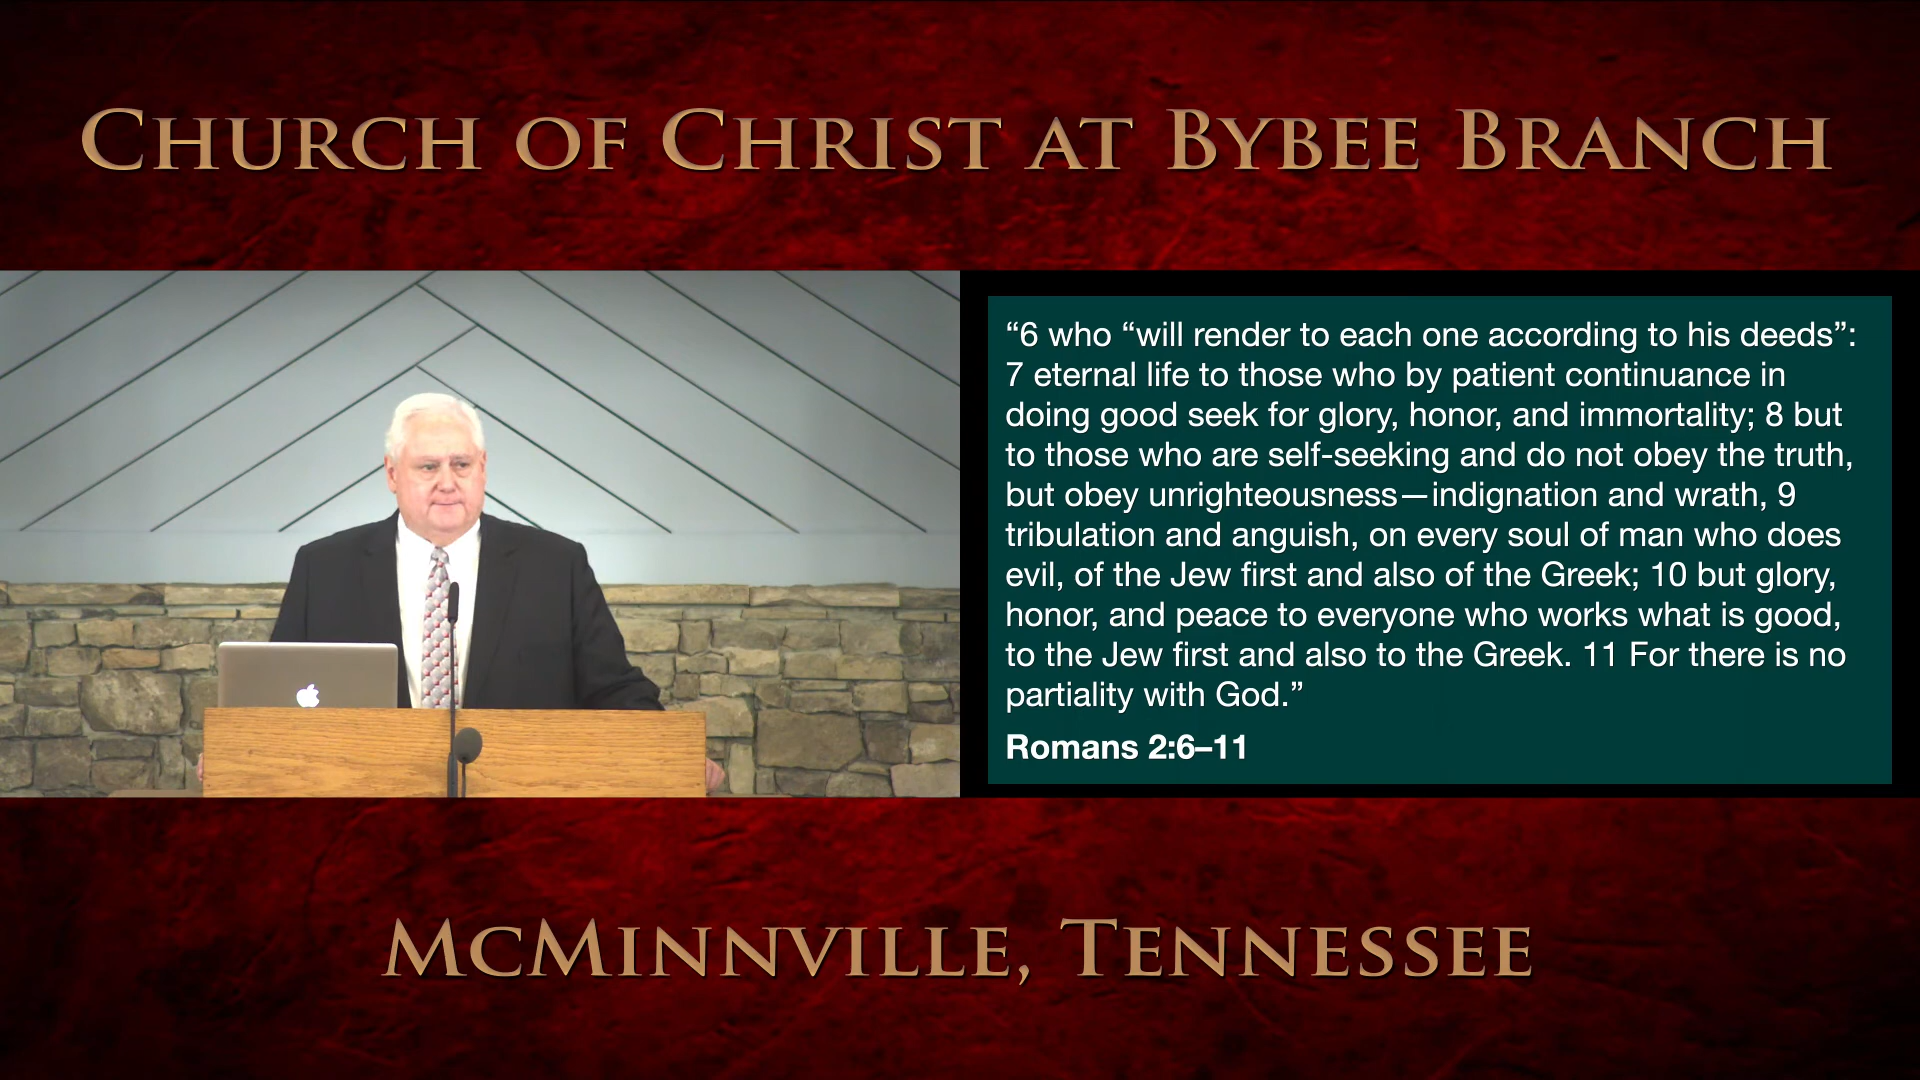 Church of Christ at Bybee Branch
“6 who “will render to each one according to his deeds”:
7 eternal life to those who by patient continuance in
doing good seek for glory, honor, and immortality; 8 but
to those who are self-seeking and do not obey the truth,
but obey unrighteousness—indignation and wrath, 9
tribulation and anguish, on every soul of man who does
evil, of the Jew first and also of the Greek; 10 but glory,
honor, and peace to everyone who works what is good,
to the Jew first and also to the Greek. 11 For there is no
partiality with God.”
Romans 2:6–11
McMinnville, Tennessee